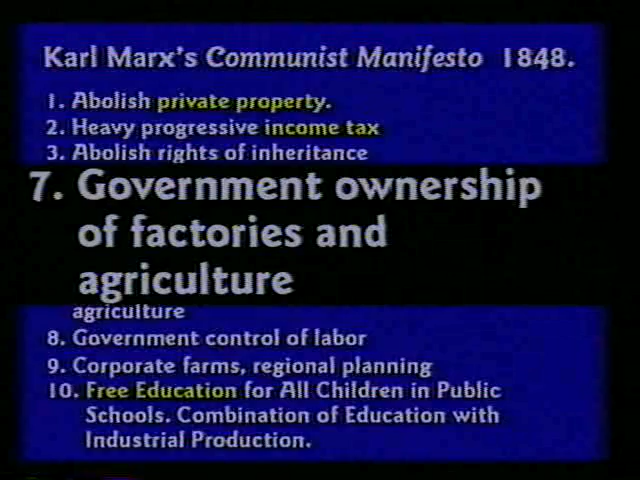 Karl Marx's Communist Manifesto 1848.
1. Abolish private property.
2. Heavy progressive income tax
3. Abolish rights of inheritance
7. Government ownership
of factories and
agriculture
agriculture
8. Government control of labor
9. Corporate farms, regional planning
10. Free Education for All Children in Public
Schools. Combination of Education with
Industrial Production.